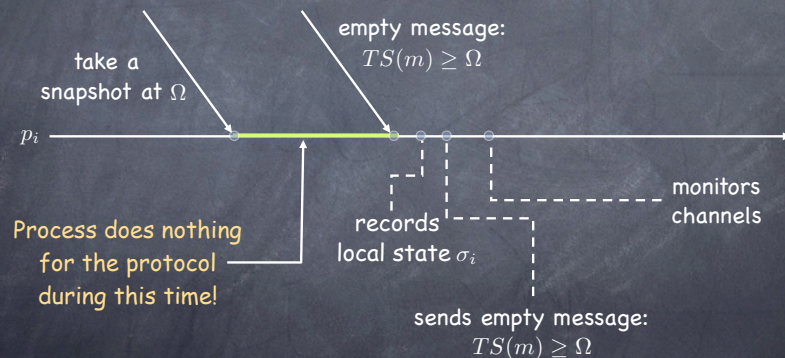 empty message:
TS(m) ≥ Ω
take a
snapshot at Ω
p_i
monitors
channels
records
local state σ_i
Process does nothing
for the protocol
during this time!
sends empty message:
TS(m) ≥ Ω